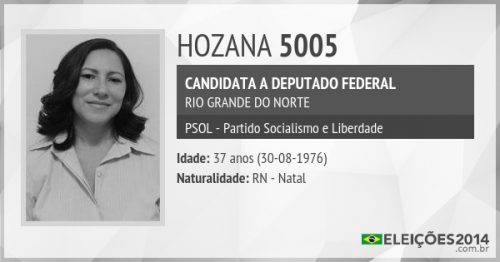 HOZANA 5005
CANDIDATA A DEPUTADO FEDERAL
RIO GRANDE DO NORTE
PSOL - Partido Socialismo e Liberdade
Idade: 37 anos (30-08-1976)
Naturalidade: RN - Natal
ELEIÇÕES2014
.com.br